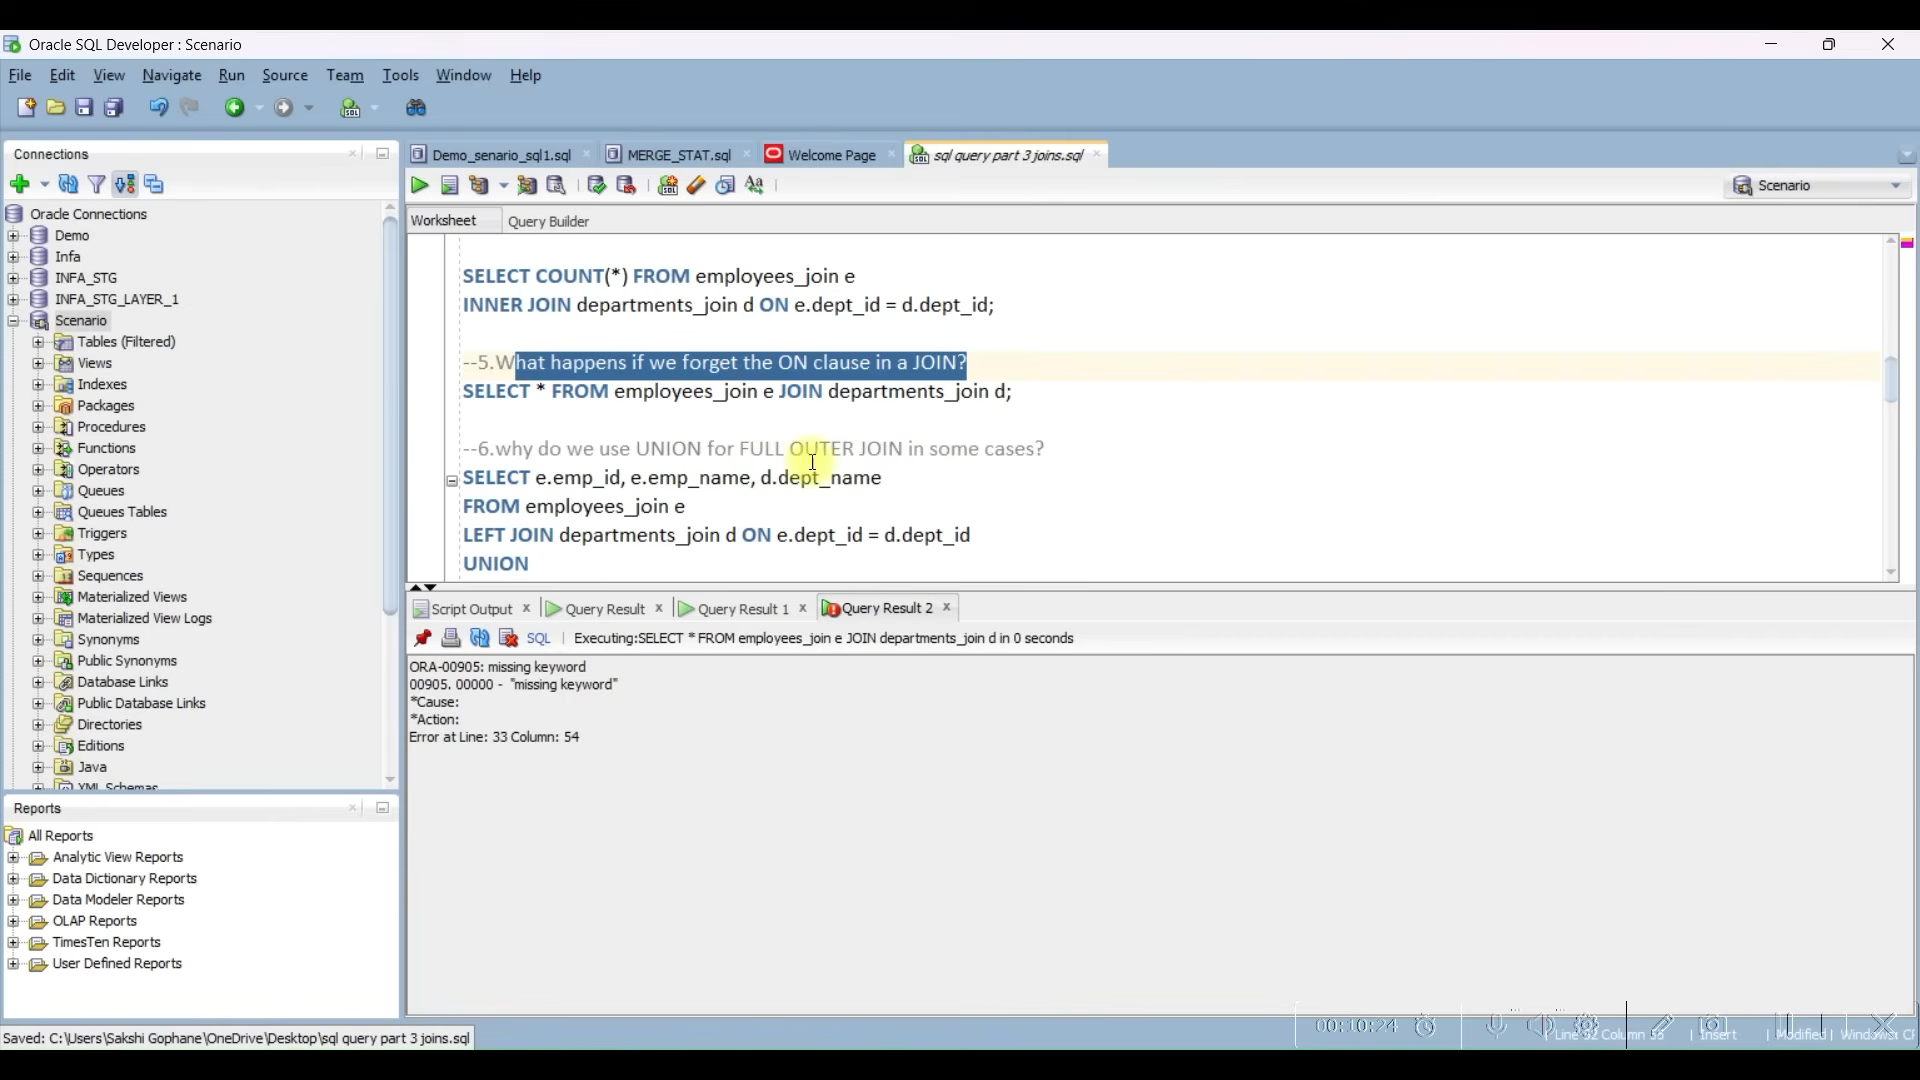 Oracle SQL Developer : Scenario
File Edit View Navigate Run Source Team Tools Window Help
Connections
Oracle Connections
Demo
Infa
INFA_STG
INFA_STG_LAYER_1
Scenario
Tables (Filtered)
Views
Indexes
Packages
Procedures
Functions
Operators
Queues
Queues Tables
Triggers
Types
Sequences
Materialized Views
Materialized View Logs
Synonyms
Public Synonyms
Database Links
Public Database Links
Directories
Editions
Java
XML Schemas
Reports
All Reports
Analytic View Reports
Data Dictionary Reports
Data Modeler Reports
OLAP Reports
TimesTen Reports
User Defined Reports
Demo_senario_sql1.sql MERGE_STAT.sql Welcome Page sql query part 3 joins.sql
Scenario
Worksheet Query Builder
SELECT COUNT(*) FROM employees_join e
INNER JOIN departments_join d ON e.dept_id = d.dept_id;
--5.What happens if we forget the ON clause in a JOIN?
SELECT * FROM employees_join e JOIN departments_join d;
--6.why do we use UNION for FULL OUTER JOIN in some cases?
SELECT e.emp_id, e.emp_name, d.dept_name
FROM employees_join e
LEFT JOIN departments_join d ON e.dept_id = d.dept_id
UNION
Script Output Query Result Query Result 1 Query Result 2
SQL Executing:SELECT * FROM employees_join e JOIN departments_join d in 0 seconds
ORA-00905: missing keyword
00905. 00000 - "missing keyword"
*Cause:
*Action:
Error at Line: 33 Column: 54
Saved: C:\Users\Sakshi Gophane\OneDrive\Desktop\sql query part 3 joins.sql
00:10:24
Insert Modified